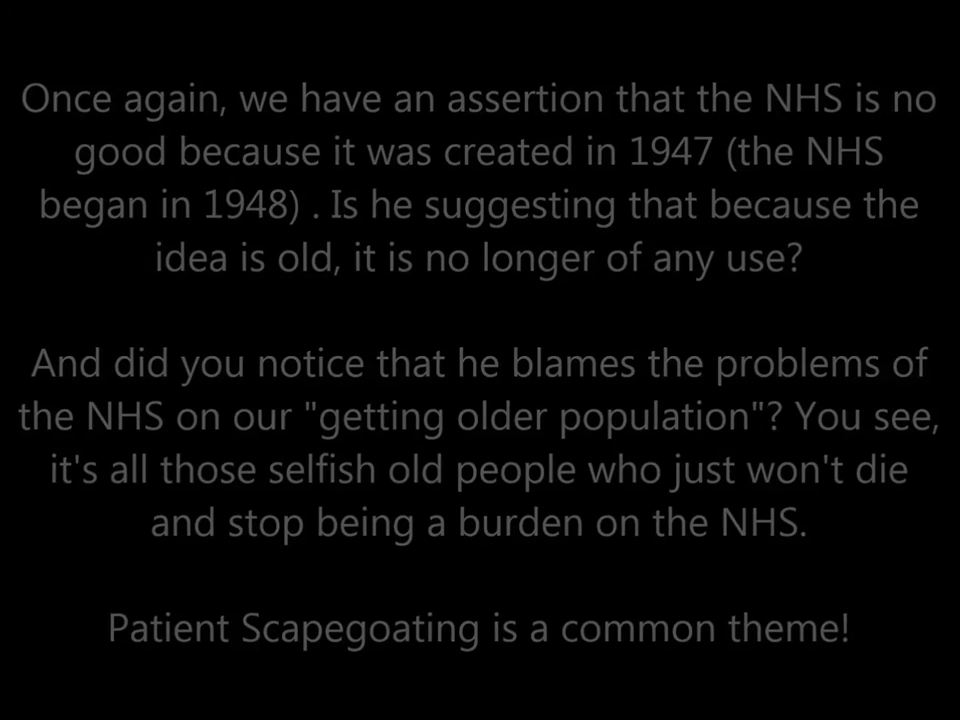 Once again, we have an assertion that the NHS is no
good because it was created in 1947 (the NHS
began in 1948) . Is he suggesting that because the
idea is old, it is no longer of any use?
And did you notice that he blames the problems of
the NHS on our "getting older population"? You see,
it's all those selfish old people who just won't die
and stop being a burden on the NHS.
Patient Scapegoating is a common theme!